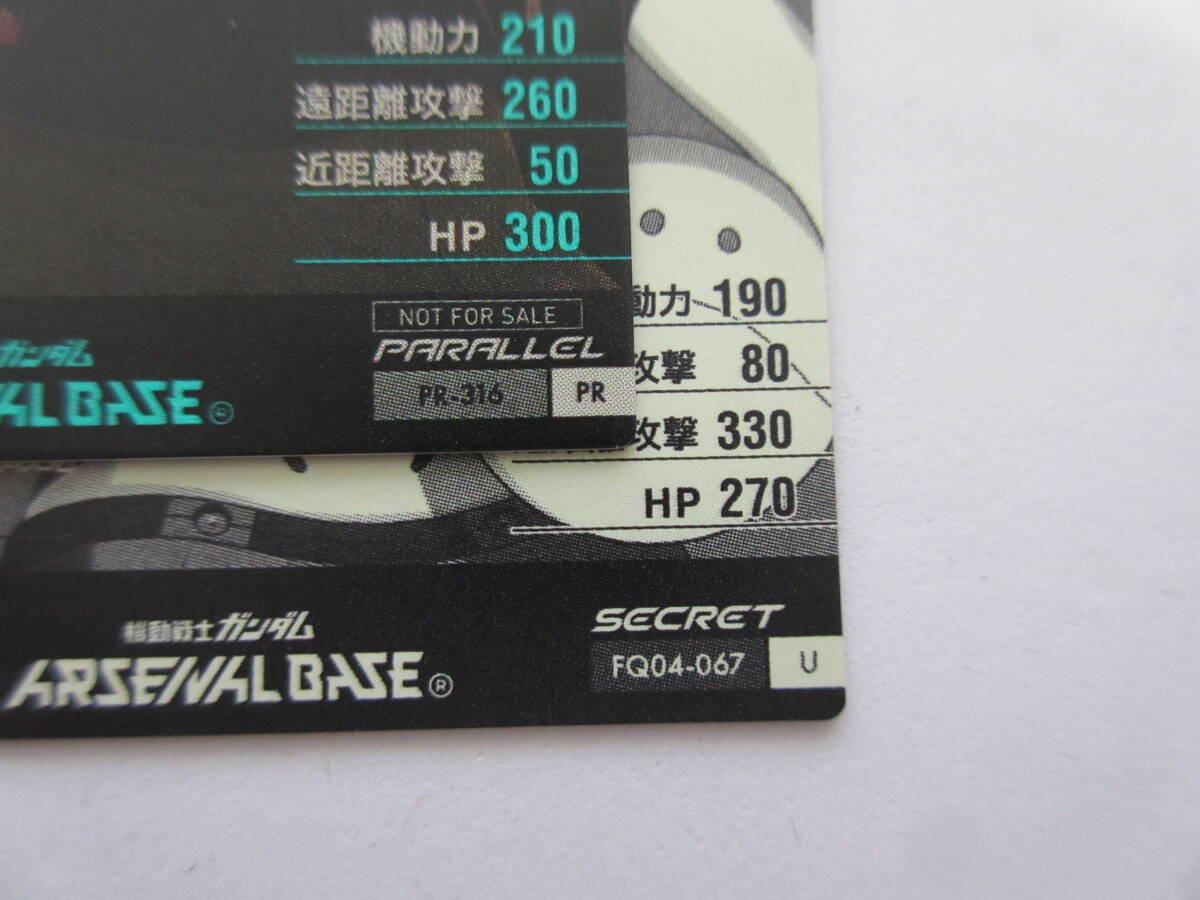 機動力 210
遠距離攻撃 260
近距離攻撃 50
HP 300
NOT FOR SALE
PARALLEL
PR-316 PR
ガンダム
AL BASE ®
動力 190
攻撃 80
攻撃 330
HP 270
機動戦士ガンダム
ARSENAL BASE ®
SECRET
FQ04-067 U